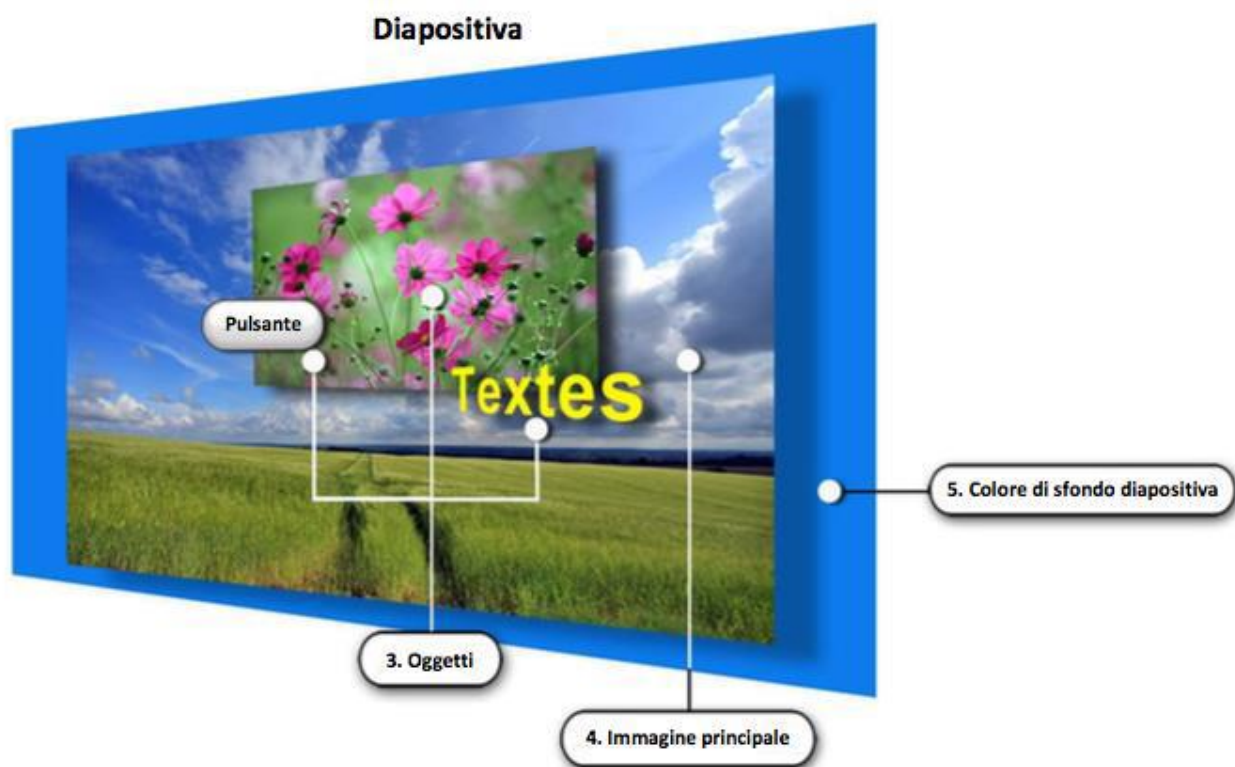 Diapositiva
Pulsante
Textes
5. Colore di sfondo diapositiva
3. Oggetti
4. Immagine principale